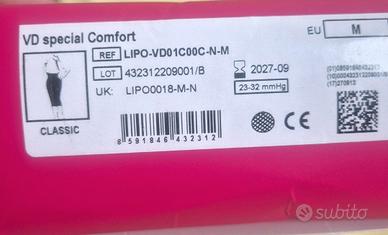 VD special Comfort
EU M
REF LIPO-VD01C00C-N-M
LOT 432312209001/B
2027-09
UK: LIPO0018-M-N
23-32 mmHg
CLASSIC
8 591846 432312
CE
subito